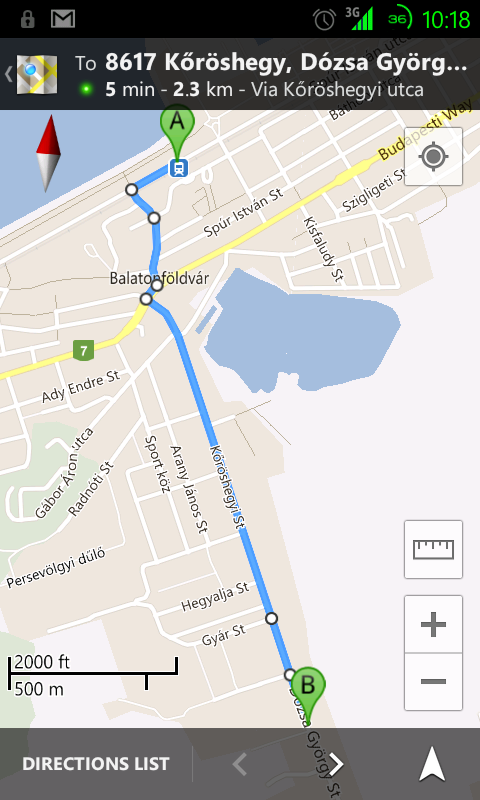 3G
36
10:18
To 8617 Kőröshegy, Dózsa Györg...
5 min - 2.3 km - Via Kőröshegyi utca
A
Budapesti Way
Szigligeti St
Spúr István St
Kisfaludy St
Balatonföldvár
7
Ady Endre St
Gábor Áron utca
Radnóti St
Sport köz
Arany János St
Kőröshegyi St
Persevölgyi dűlő
Hegyalja St
Gyár St
2000 ft
500 m
B
Dózsa György St
DIRECTIONS LIST